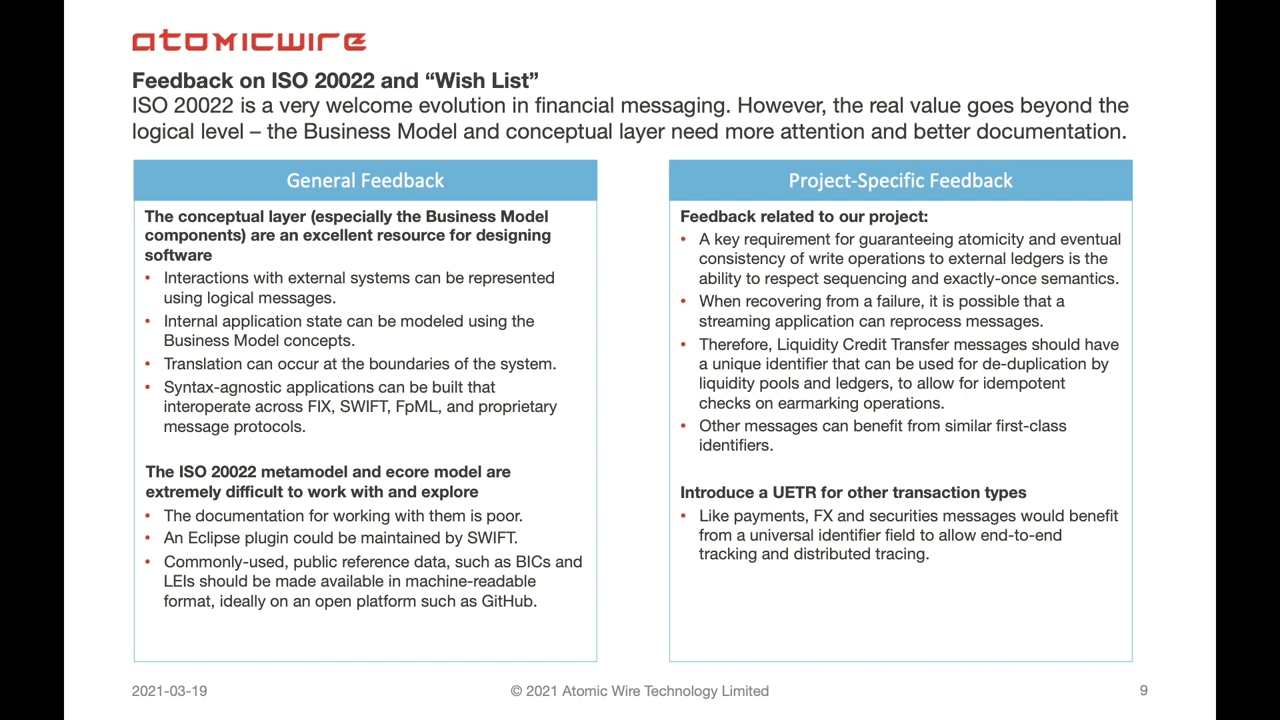 atomicwire
Feedback on ISO 20022 and “Wish List”
ISO 20022 is a very welcome evolution in financial messaging. However, the real value goes beyond the
logical level – the Business Model and conceptual layer need more attention and better documentation.
General Feedback
The conceptual layer (especially the Business Model
components) are an excellent resource for designing
software
• Interactions with external systems can be represented
using logical messages.
• Internal application state can be modeled using the
Business Model concepts.
• Translation can occur at the boundaries of the system.
• Syntax-agnostic applications can be built that
interoperate across FIX, SWIFT, FpML, and proprietary
message protocols.
The ISO 20022 metamodel and ecore model are
extremely difficult to work with and explore
• The documentation for working with them is poor.
• An Eclipse plugin could be maintained by SWIFT.
• Commonly-used, public reference data, such as BICs and
LEIs should be made available in machine-readable
format, ideally on an open platform such as GitHub.
Project-Specific Feedback
Feedback related to our project:
• A key requirement for guaranteeing atomicity and eventual
consistency of write operations to external ledgers is the
ability to respect sequencing and exactly-once semantics.
• When recovering from a failure, it is possible that a
streaming application can reprocess messages.
• Therefore, Liquidity Credit Transfer messages should have
a unique identifier that can be used for de-duplication by
liquidity pools and ledgers, to allow for idempotent
checks on earmarking operations.
• Other messages can benefit from similar first-class
identifiers.
Introduce a UETR for other transaction types
• Like payments, FX and securities messages would benefit
from a universal identifier field to allow end-to-end
tracking and distributed tracing.
2021-03-19
© 2021 Atomic Wire Technology Limited
9